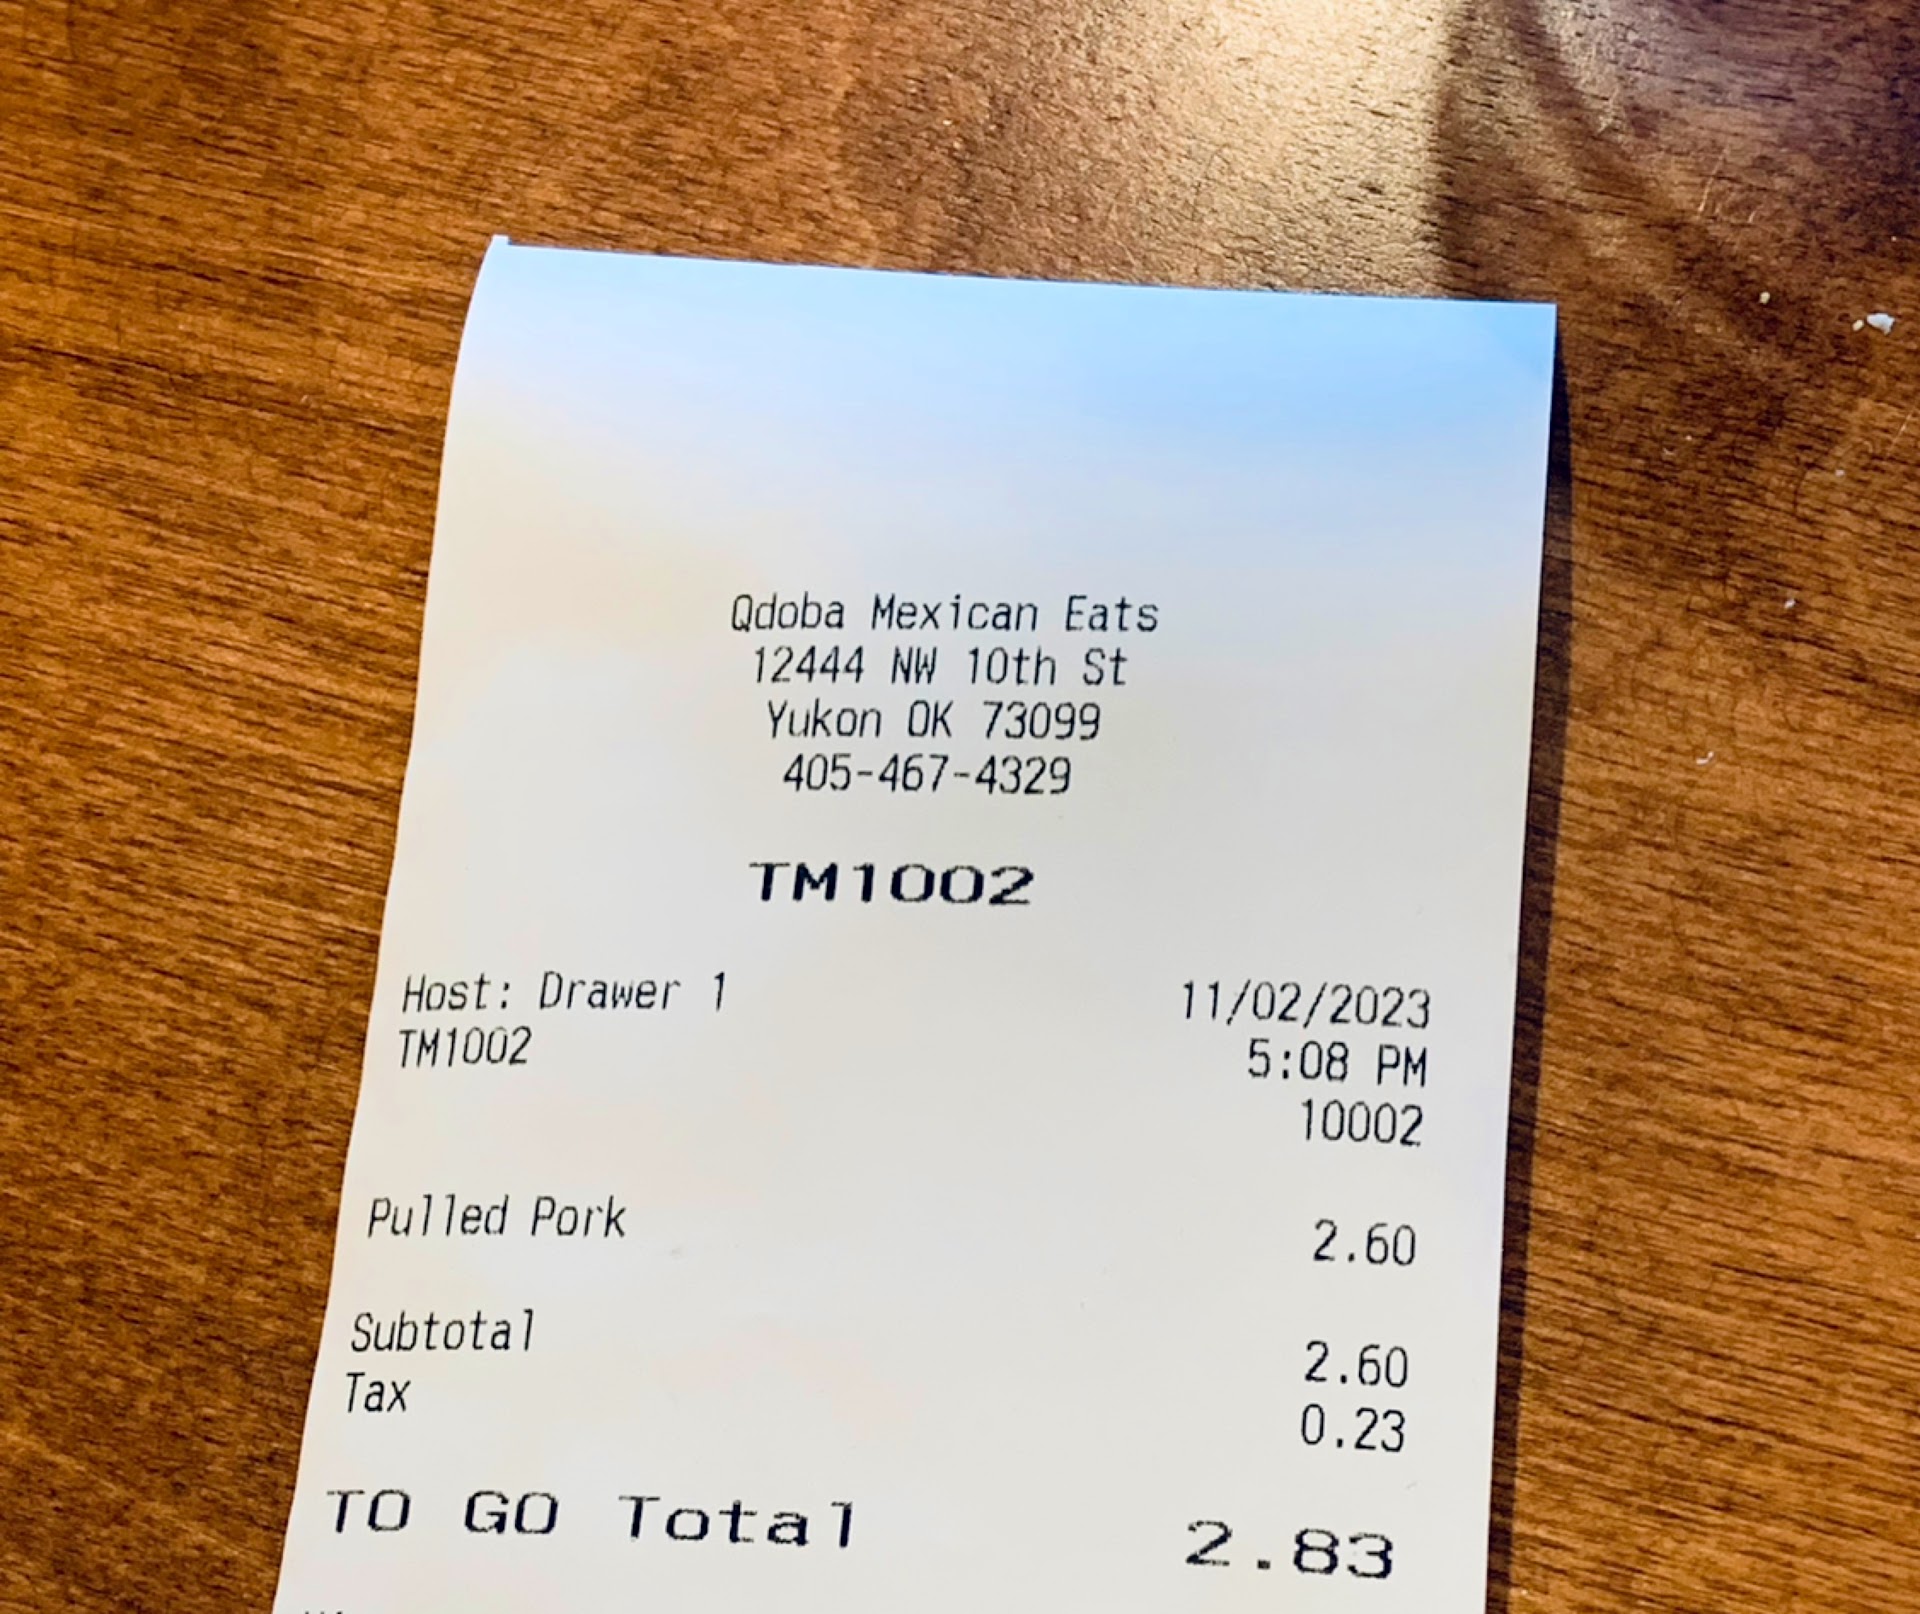 Qdoba Mexican Eats
12444 NW 10th St
Yukon OK 73099
405-467-4329
TM1002
Host: Drawer 1 11/02/2023
TM1002 5:08 PM
10002
Pulled Pork 2.60
Subtotal 2.60
Tax 0.23
TO GO Total 2.83